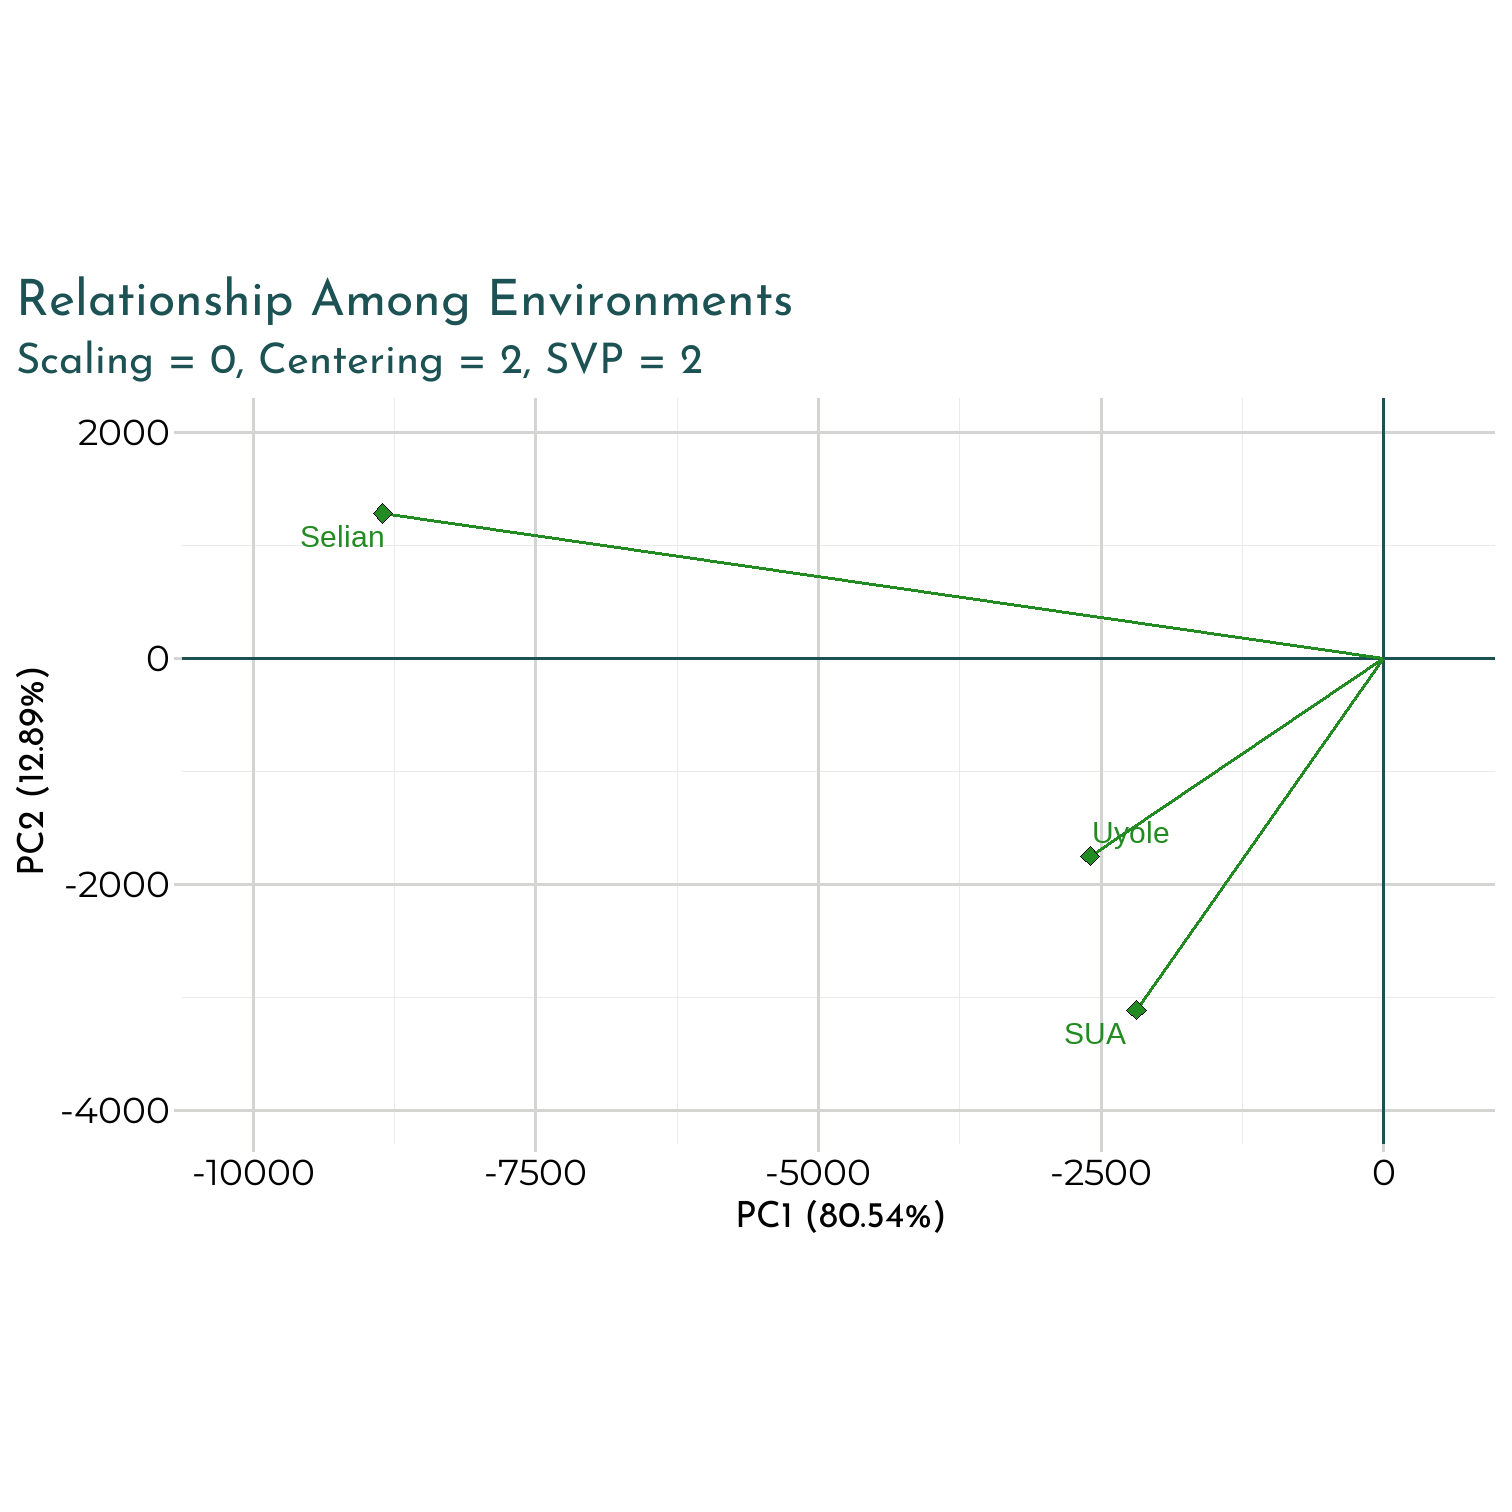 Relationship Among Environments
Scaling = 0, Centering = 2, SVP = 2
2000
0
-2000
-4000
PC2 (12.89%)
Selian
Uyole
SUA
-10000 -7500 -5000 -2500 0
PC1 (80.54%)